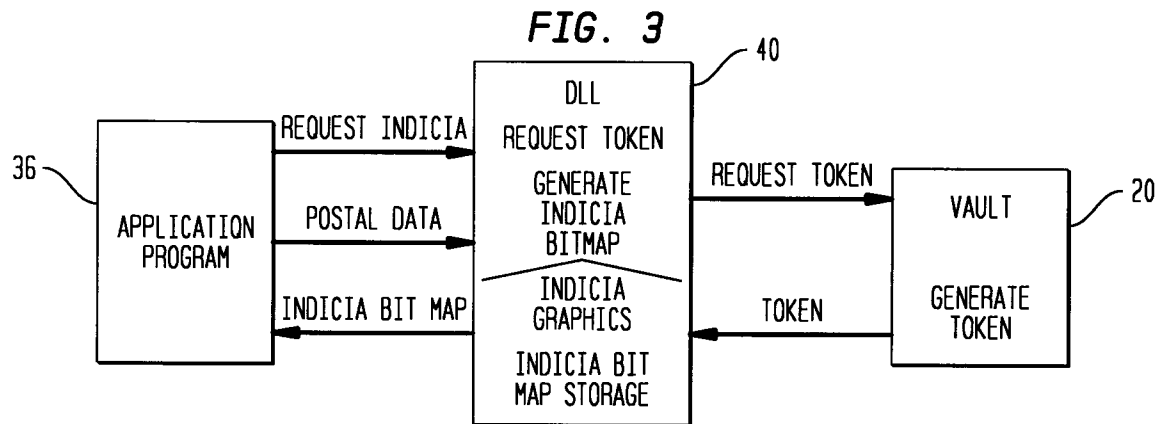 FIG. 3
36
APPLICATION
PROGRAM
REQUEST INDICIA
POSTAL DATA
INDICIA BIT MAP
40
DLL
REQUEST TOKEN
GENERATE
INDICIA
BITMAP
INDICIA
GRAPHICS
INDICIA BIT
MAP STORAGE
REQUEST TOKEN
TOKEN
20
VAULT
GENERATE
TOKEN